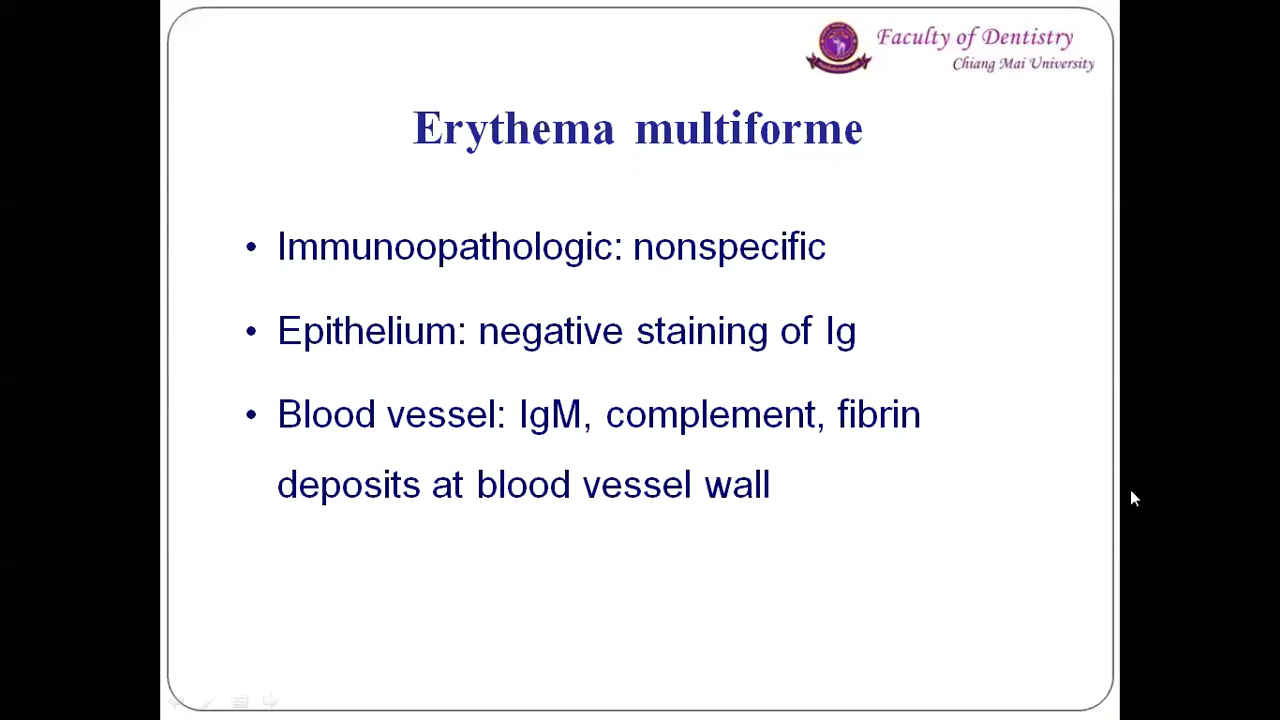 Faculty of Dentistry
Chiang Mai University
Erythema multiforme
• Immunoopathologic: nonspecific
• Epithelium: negative staining of Ig
• Blood vessel: IgM, complement, fibrin
deposits at blood vessel wall